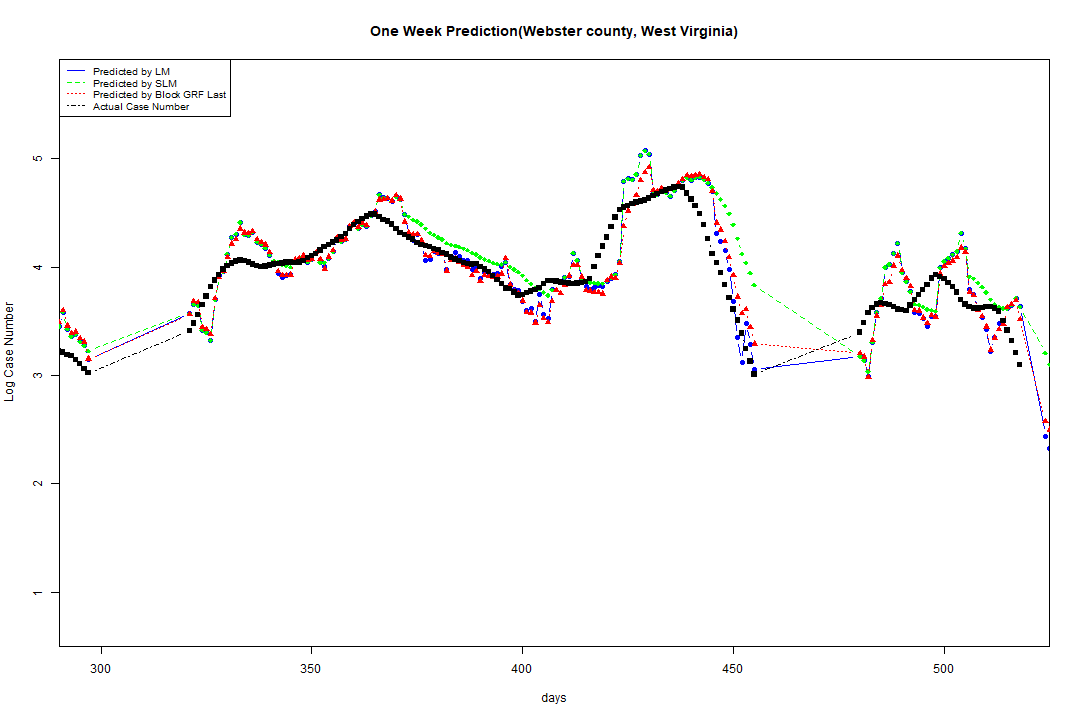 One Week Prediction(Webster county, West Virginia)
Predicted by LM
Predicted by SLM
Predicted by Block GRF Last
Actual Case Number
5
4
3
2
1
Log Case Number
300 350 400 450 500
days